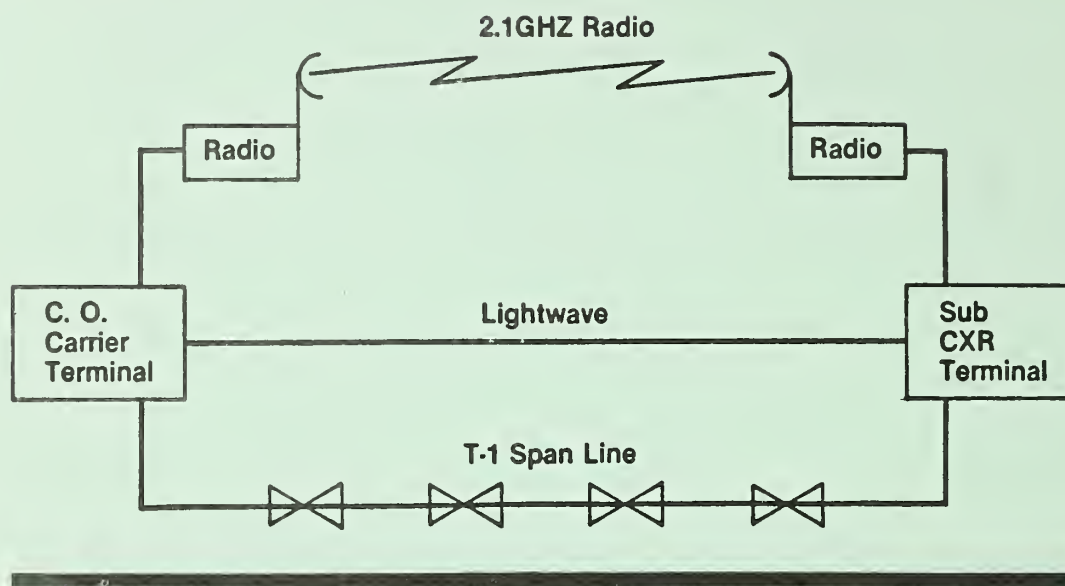 2.1GHZ Radio
Radio
Radio
C. O.
Carrier
Terminal
Lightwave
Sub
CXR
Terminal
T-1 Span Line